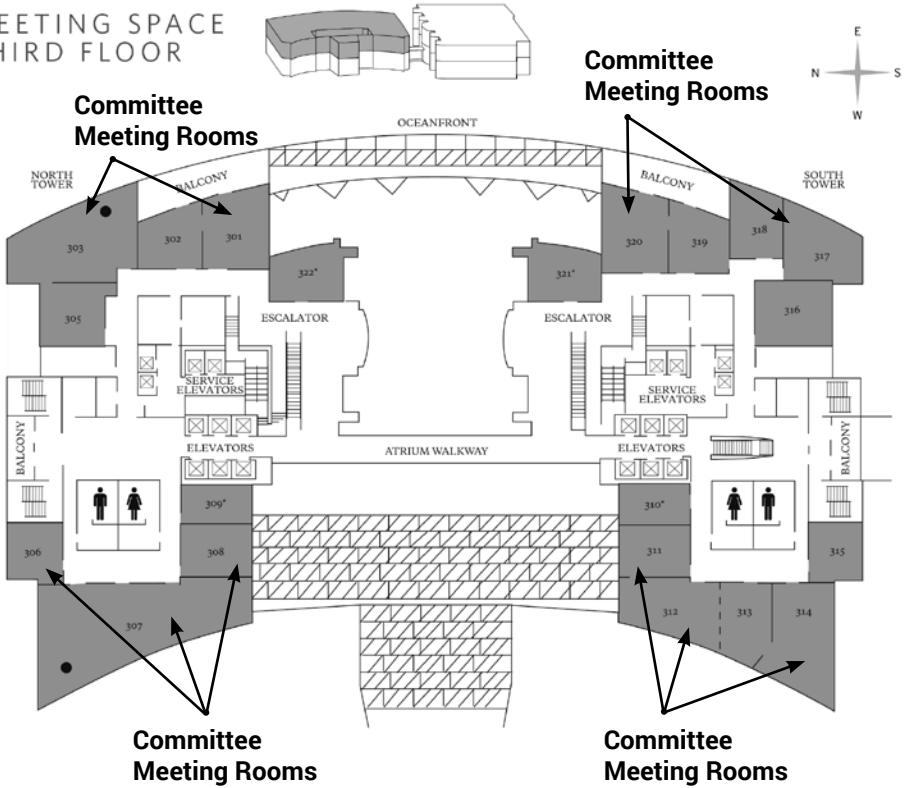 EETING SPACE
HIRD FLOOR
Committee
Meeting Rooms
Committee
Meeting Rooms
E
N
S
W
OCEANFRONT
NORTH
TOWER
BALCONY
BALCONY
SOUTH
TOWER
303
302
301
320
319
318
317
322*
321*
305
316
ESCALATOR
ESCALATOR
SERVICE
ELEVATORS
SERVICE
ELEVATORS
BALCONY
ELEVATORS
ATRIUM WALKWAY
ELEVATORS
BALCONY
309*
310*
306
308
311
315
307
312
313
314
Committee
Meeting Rooms
Committee
Meeting Rooms